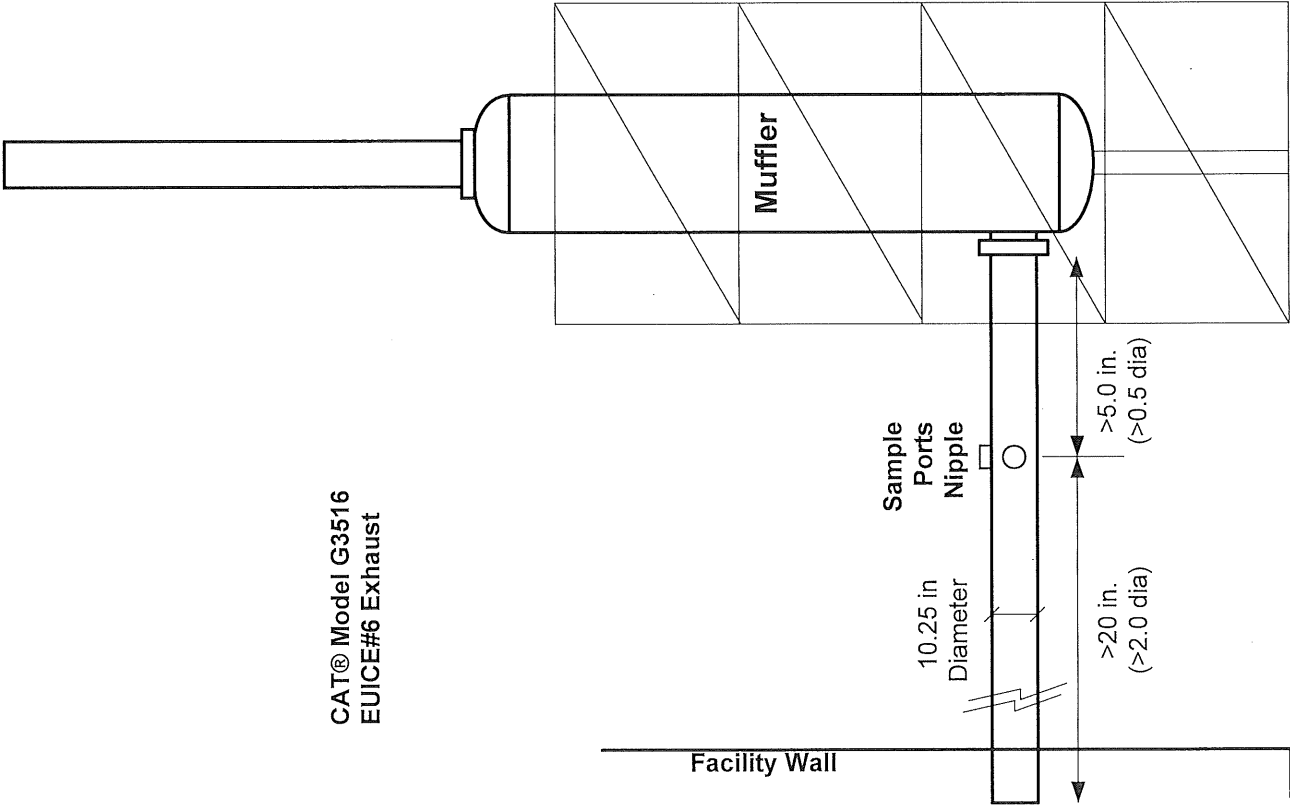 CAT® Model G3516
EUICE#6 Exhaust
Muffler
Sample
Ports
Nipple
>5.0 in.
(>0.5 dia)
10.25 in
Diameter
>20 in.
(>2.0 dia)
Facility Wall